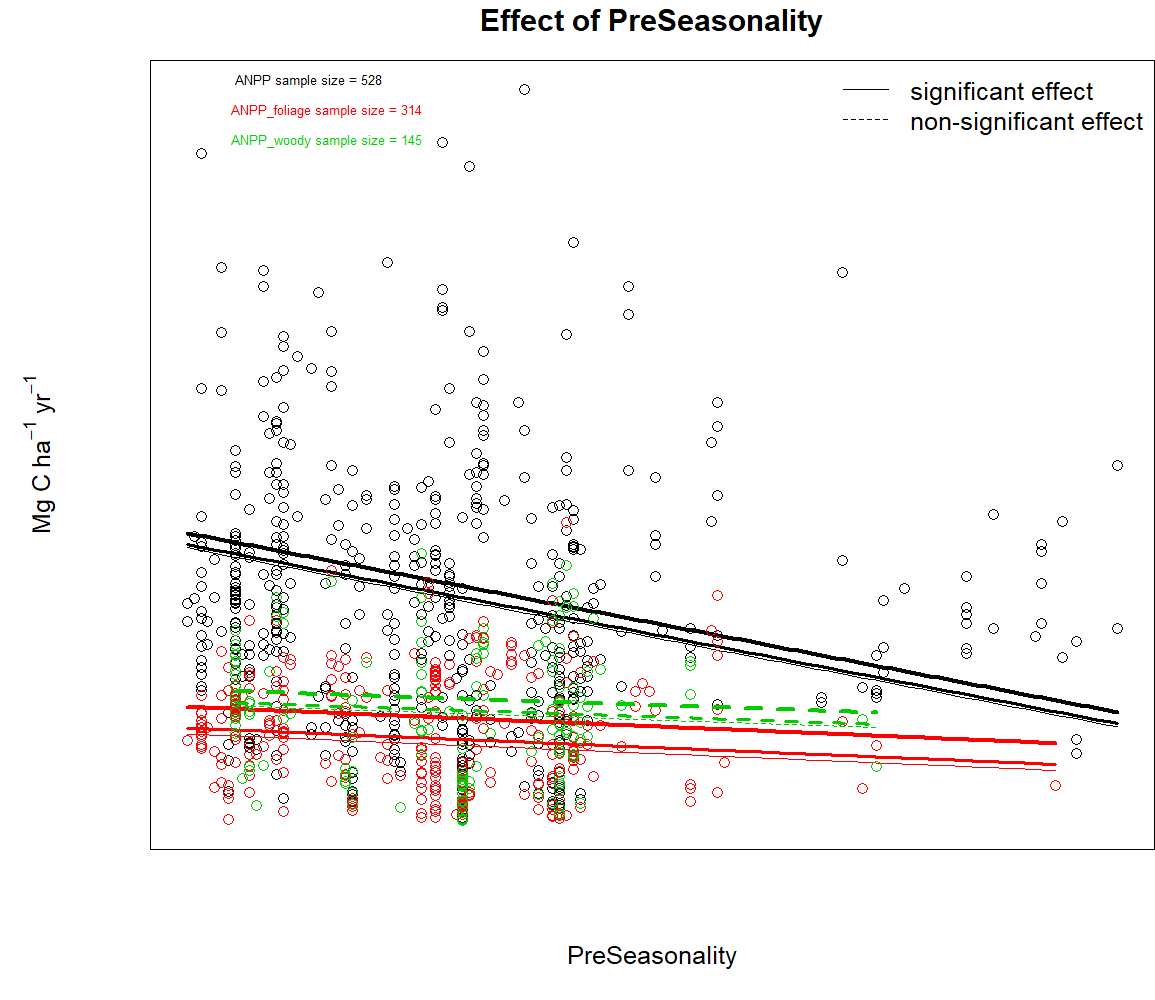 Effect of PreSeasonality
ANPP sample size = 528
ANPP_foliage sample size = 314
ANPP_woody sample size = 145
significant effect
non-significant effect
Mg C ha⁻¹ yr⁻¹
PreSeasonality